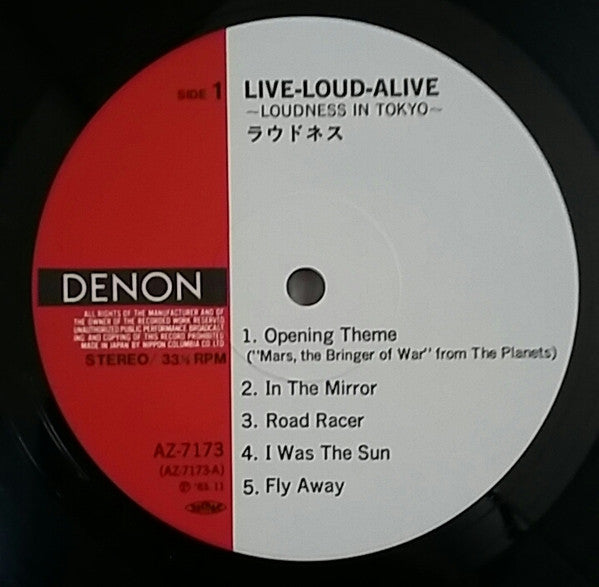 SIDE 1
LIVE-LOUD-ALIVE
~LOUDNESS IN TOKYO~
ラウドネス
DENON
ALL RIGHTS OF THE MANUFACTURER AND OF
THE OWNER OF THE RECORDED WORK RESERVED
UNAUTHORIZED PUBLIC PERFORMANCE BROADCAST
ING AND COPYING OF THIS RECORD PROHIBITED
MADE IN JAPAN BY NIPPON COLUMBIA CO. LTD
STEREO/33⅓ RPM
AZ-7173
(AZ-7173-A)
Ⓟ '83. 11
1. Opening Theme
("Mars, the Bringer of War" from The Planets)
2. In The Mirror
3. Road Racer
4. I Was The Sun
5. Fly Away